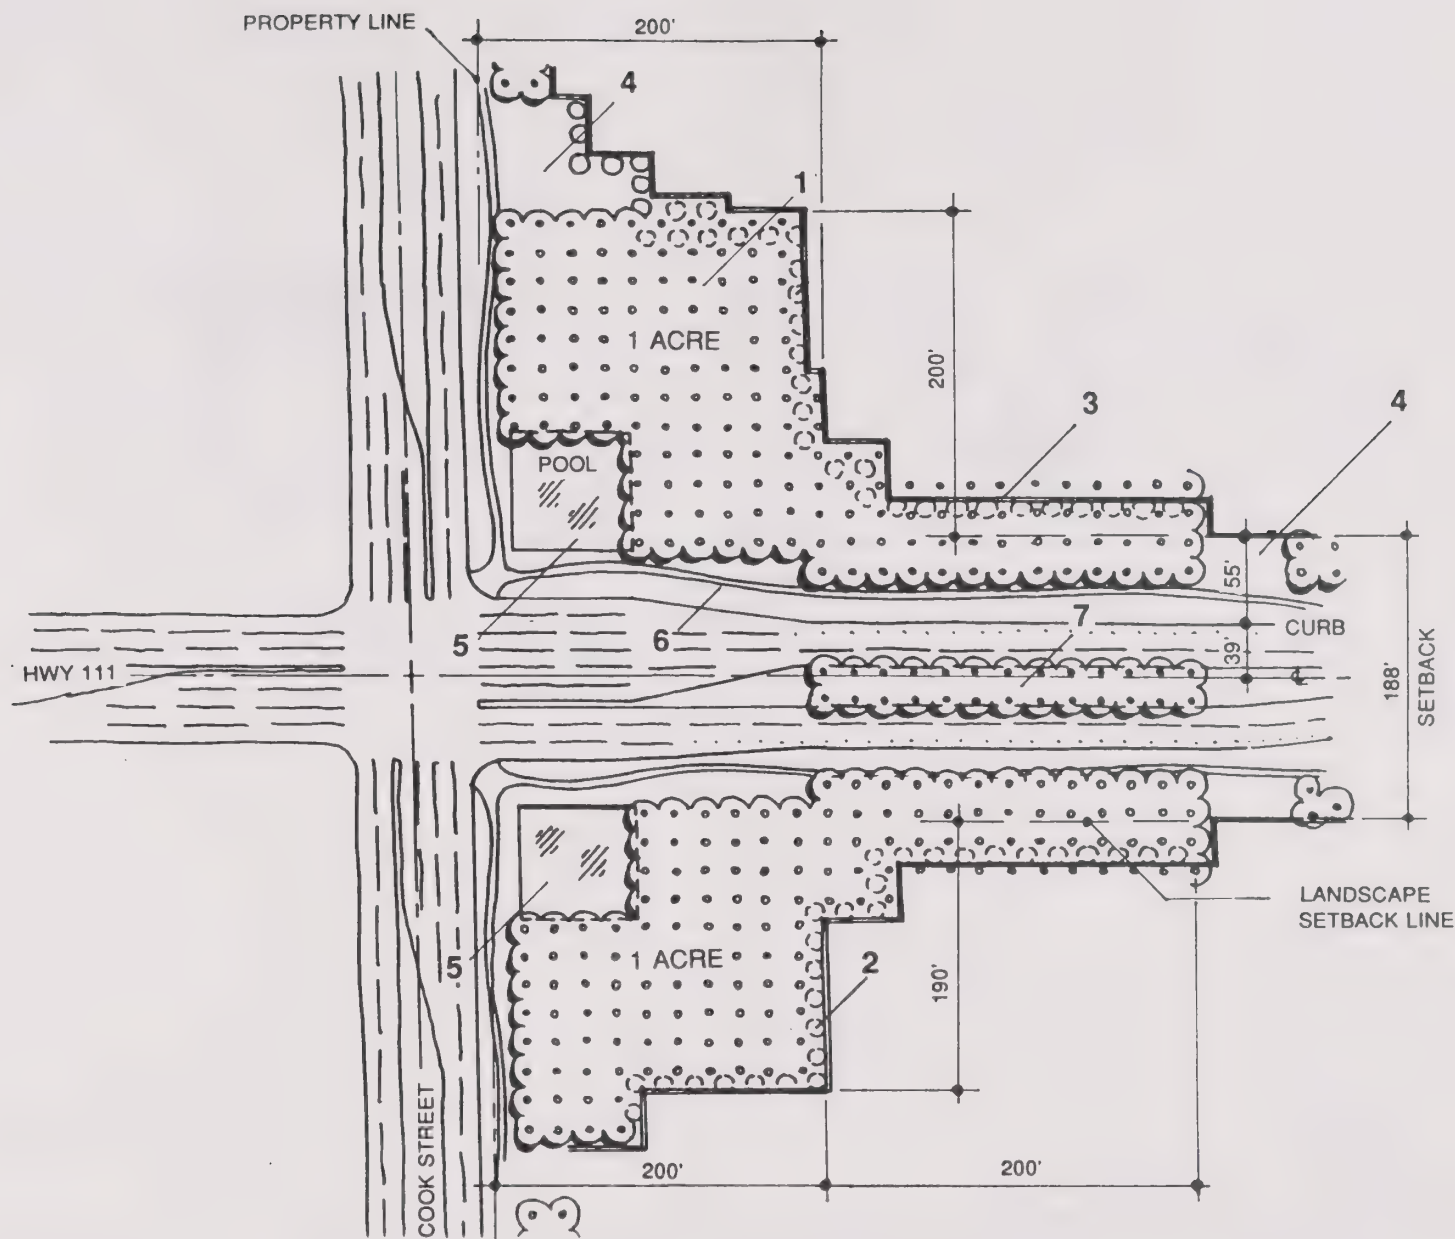 PROPERTY LINE
200'
4
1
1 ACRE
200'
3
4
POOL
55'
5
6
7
CURB
39'
HWY 111
℄
188'
SETBACK
LANDSCAPE
SETBACK LINE
5
1 ACRE
2
190'
COOK STREET
200'
200'